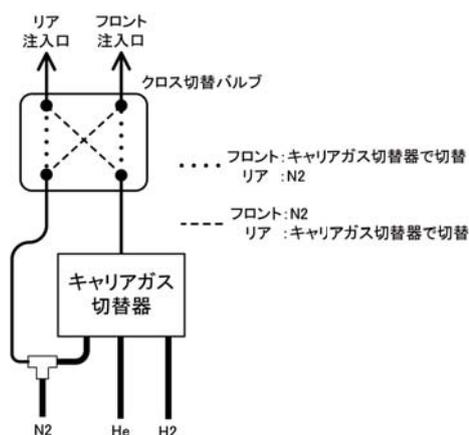 リア
注入口
フロント
注入口
クロス切替バルブ
フロント:キャリアガス切替器で切替
リア :N2
フロント:N2
リア :キャリアガス切替器で切替
キャリアガス
切替器
N2
He
H2